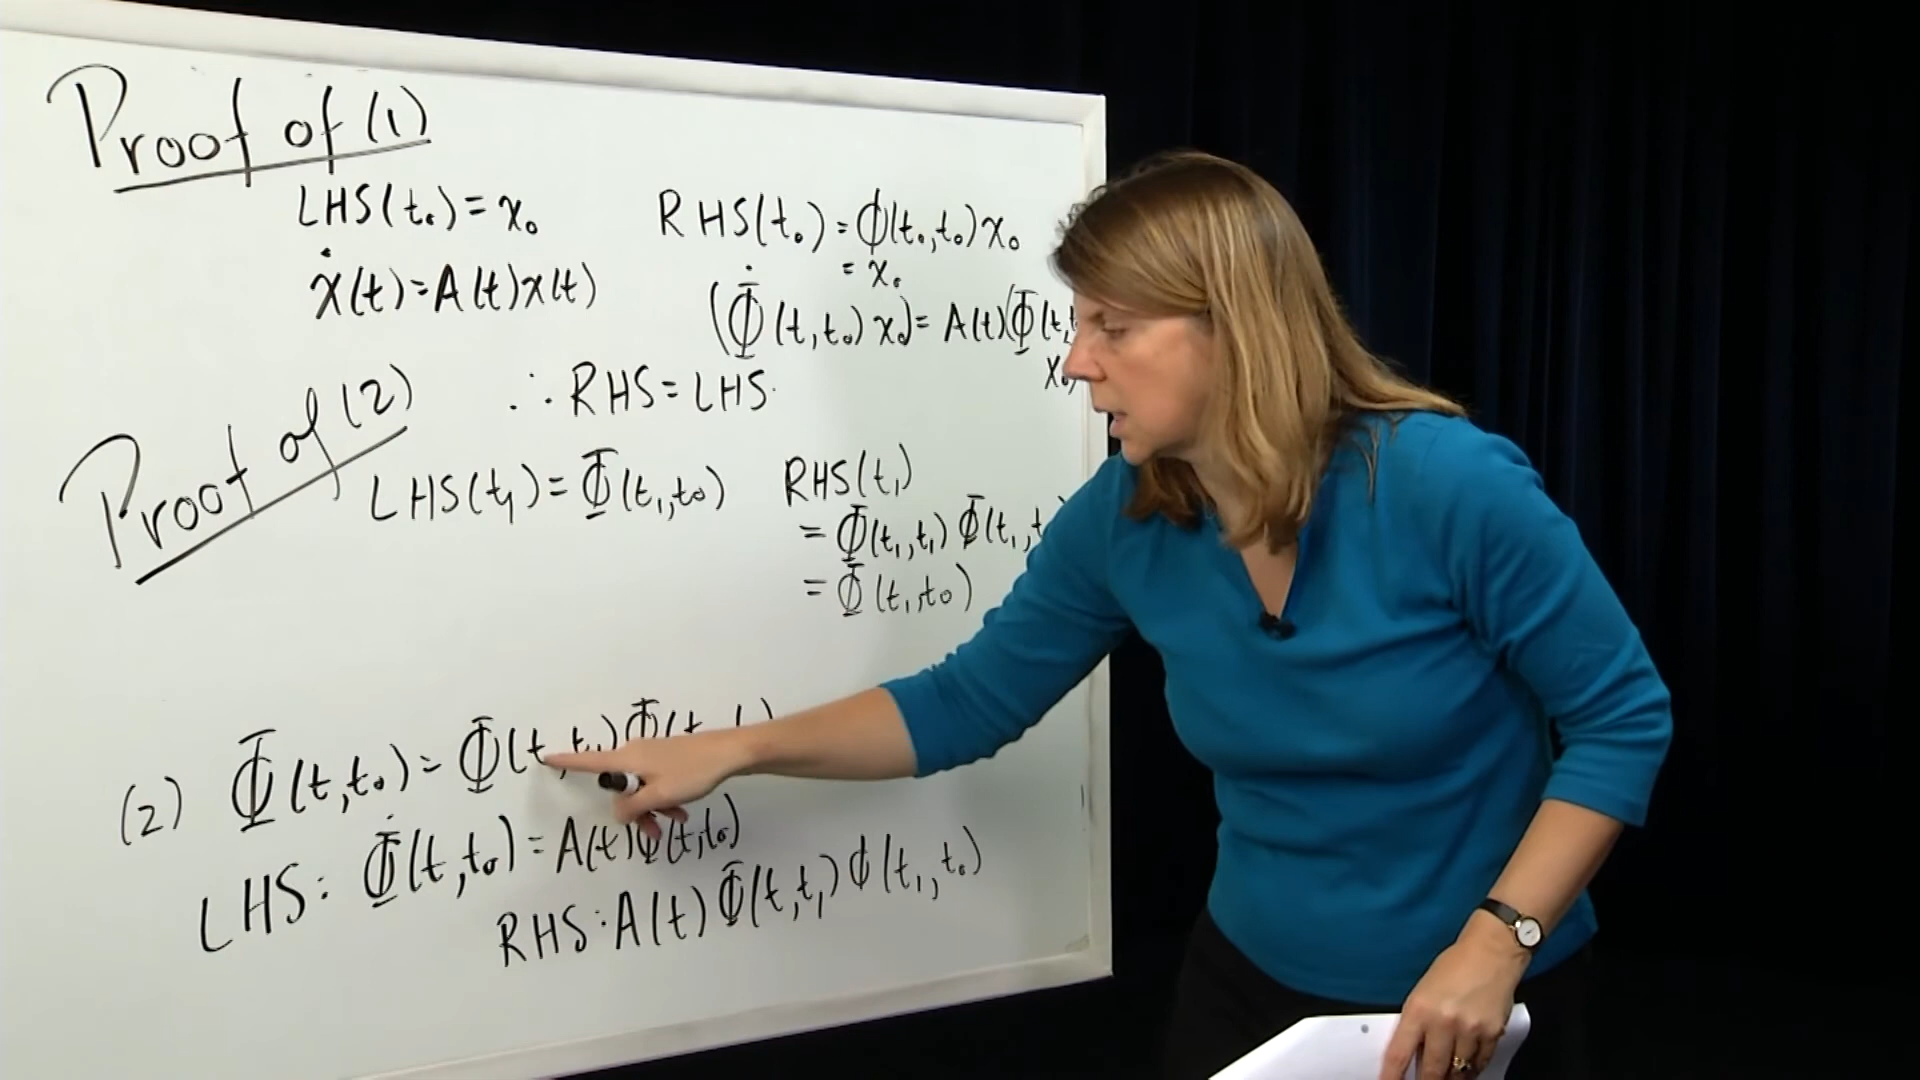 Proof of (1)
LHS(t₀) = x₀
RHS(t₀) = Φ(t₀,t₀)x₀
= x₀
ẋ(t) = A(t)x(t)
(Φ̇(t,t₀)x₀) = A(t)(Φ(t,
x₀)
∴ RHS = LHS.
Proof of (2)
LHS(t₁) = Φ(t₁,t₀)
RHS(t₁)
= Φ(t₁,t₁)Φ(t₁,t
= Φ(t₁,t₀)
(2) Φ(t,t₀) = Φ(t,t₁)Φ(t
LHS: Φ̇(t,t₀) = A(t)Φ(t,t₀)
RHS: A(t)Φ(t,t₁)Φ(t₁,t₀)